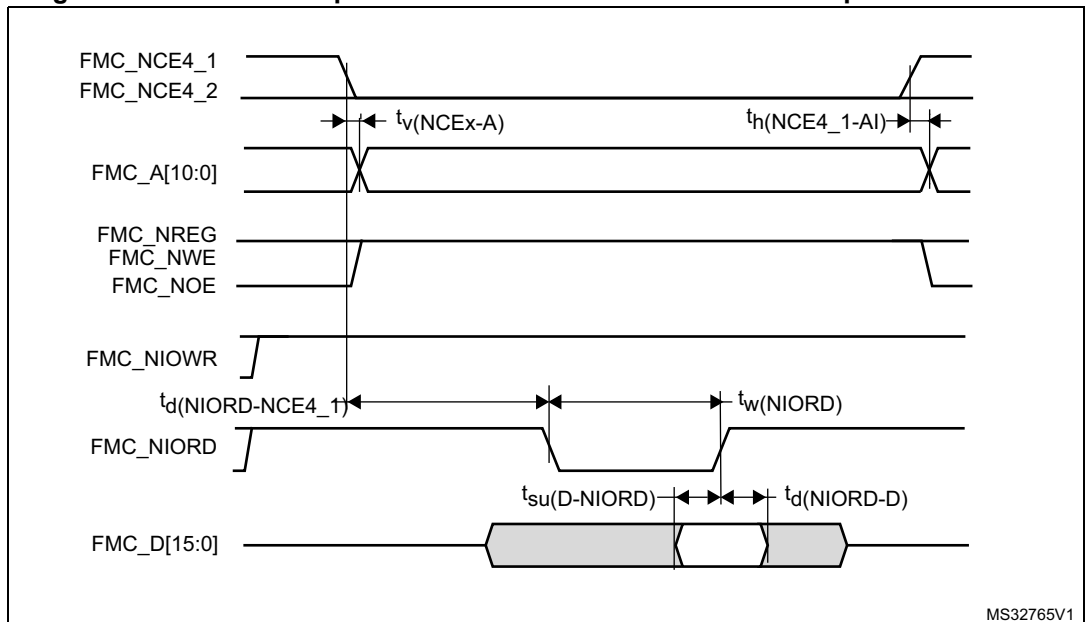 FMC_NCE4_1
FMC_NCE4_2
tv(NCEx-A)
th(NCE4_1-AI)
FMC_A[10:0]
FMC_NREG
FMC_NWE
FMC_NOE
FMC_NIOWR
td(NIORD-NCE4_1)
tw(NIORD)
FMC_NIORD
tsu(D-NIORD)
td(NIORD-D)
FMC_D[15:0]
MS32765V1